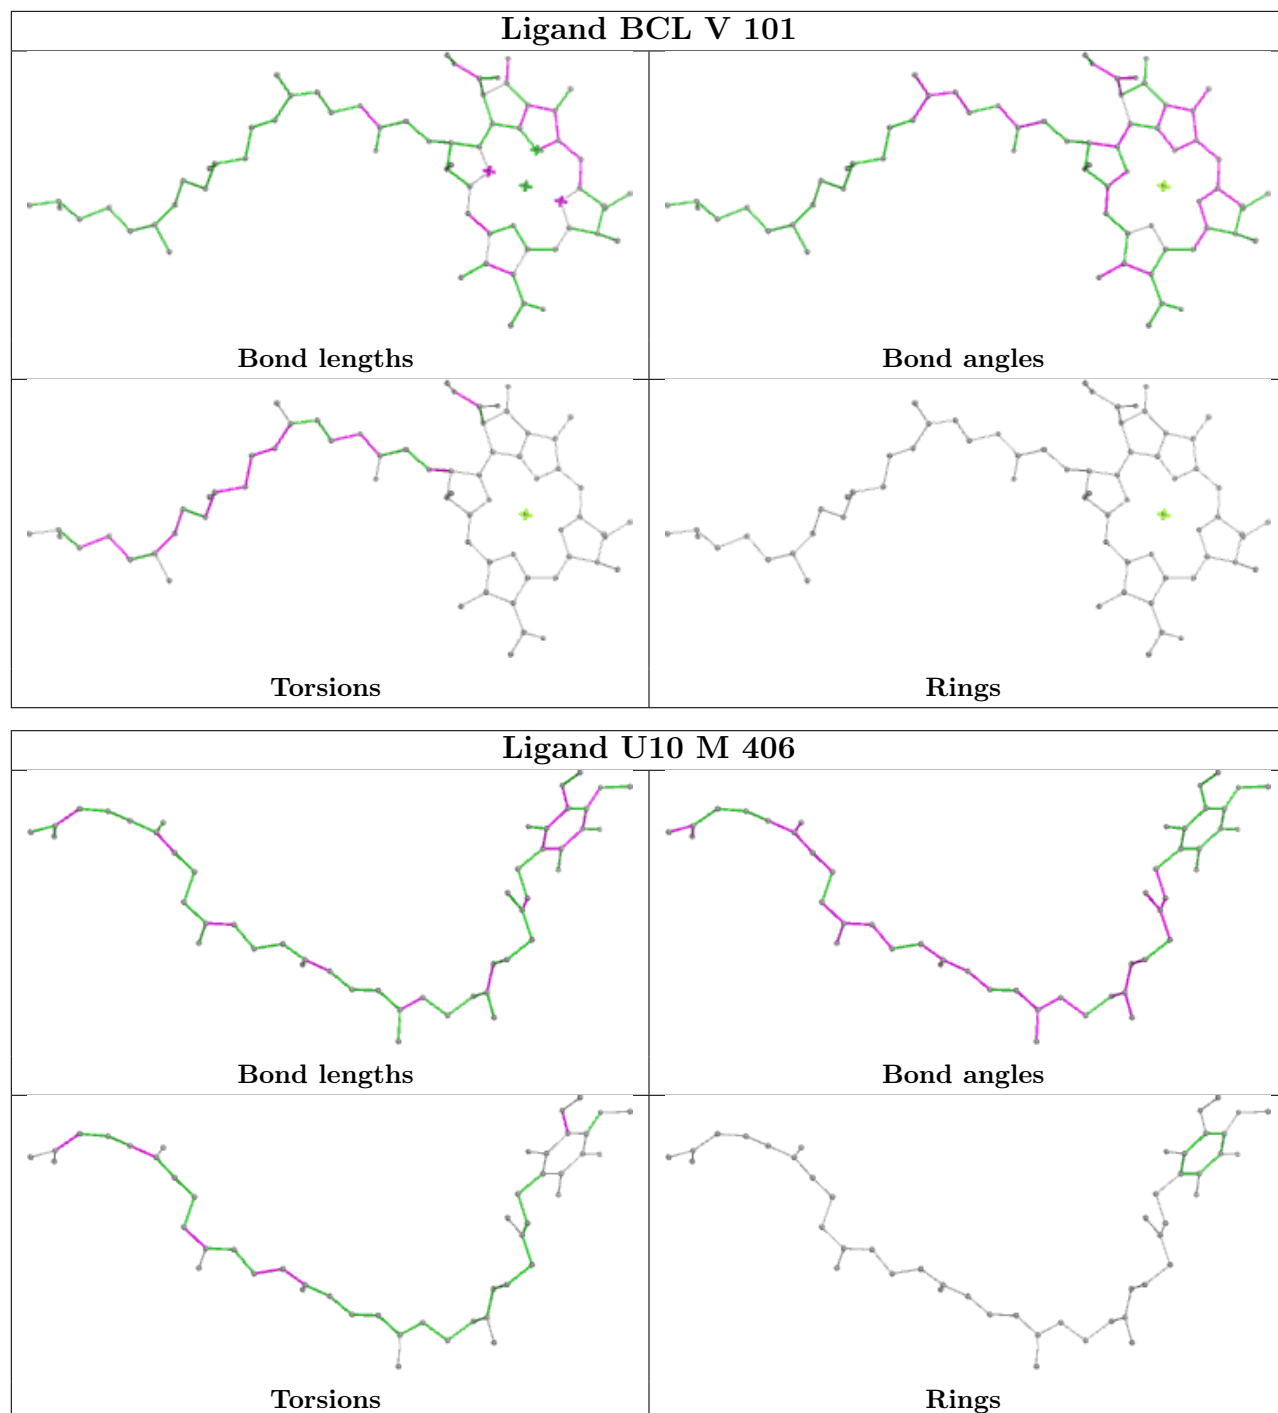 Ligand BCL V 101
Bond lengths
Bond angles
Torsions
Rings
Ligand U10 M 406
Bond lengths
Bond angles
Torsions
Rings